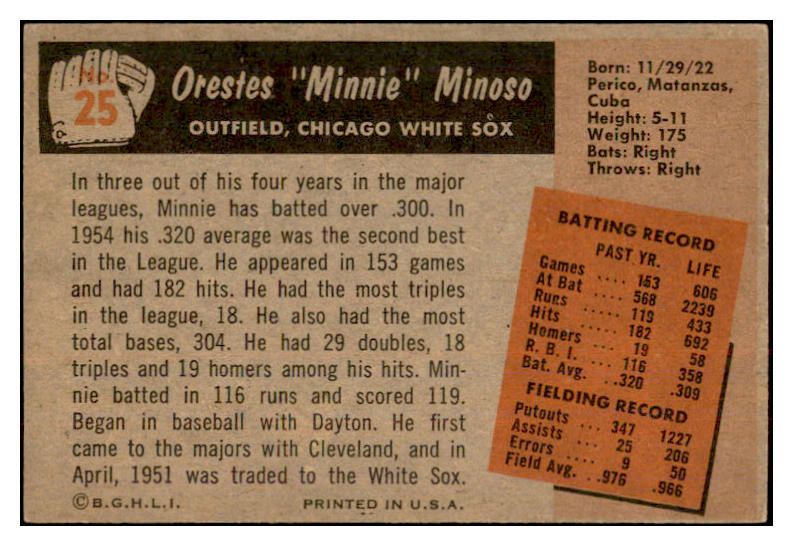 No.
25
Orestes "Minnie" Minoso
OUTFIELD, CHICAGO WHITE SOX
Born: 11/29/22
Perico, Matanzas,
Cuba
Height: 5-11
Weight: 175
Bats: Right
Throws: Right
In three out of his four years in the major
leagues, Minnie has batted over .300. In
1954 his .320 average was the second best
in the League. He appeared in 153 games
and had 182 hits. He had the most triples
in the league, 18. He also had the most
total bases, 304. He had 29 doubles, 18
triples and 19 homers among his hits. Min-
nie batted in 116 runs and scored 119.
Began in baseball with Dayton. He first
came to the majors with Cleveland, and in
April, 1951 was traded to the White Sox.
BATTING RECORD
PAST YR. LIFE
Games .... 153 606
At Bat .... 568 2239
Runs ..... 119 433
Hits ..... 182 692
Homers ... 19 58
R. B. I. ... 116 358
Bat. Avg. .. .320 .309
FIELDING RECORD
Putouts ... 347 1227
Assists ... 25 206
Errors .... 9 50
Field Avg. .. .976 .966
©B.G.H.L.I. PRINTED IN U.S.A.